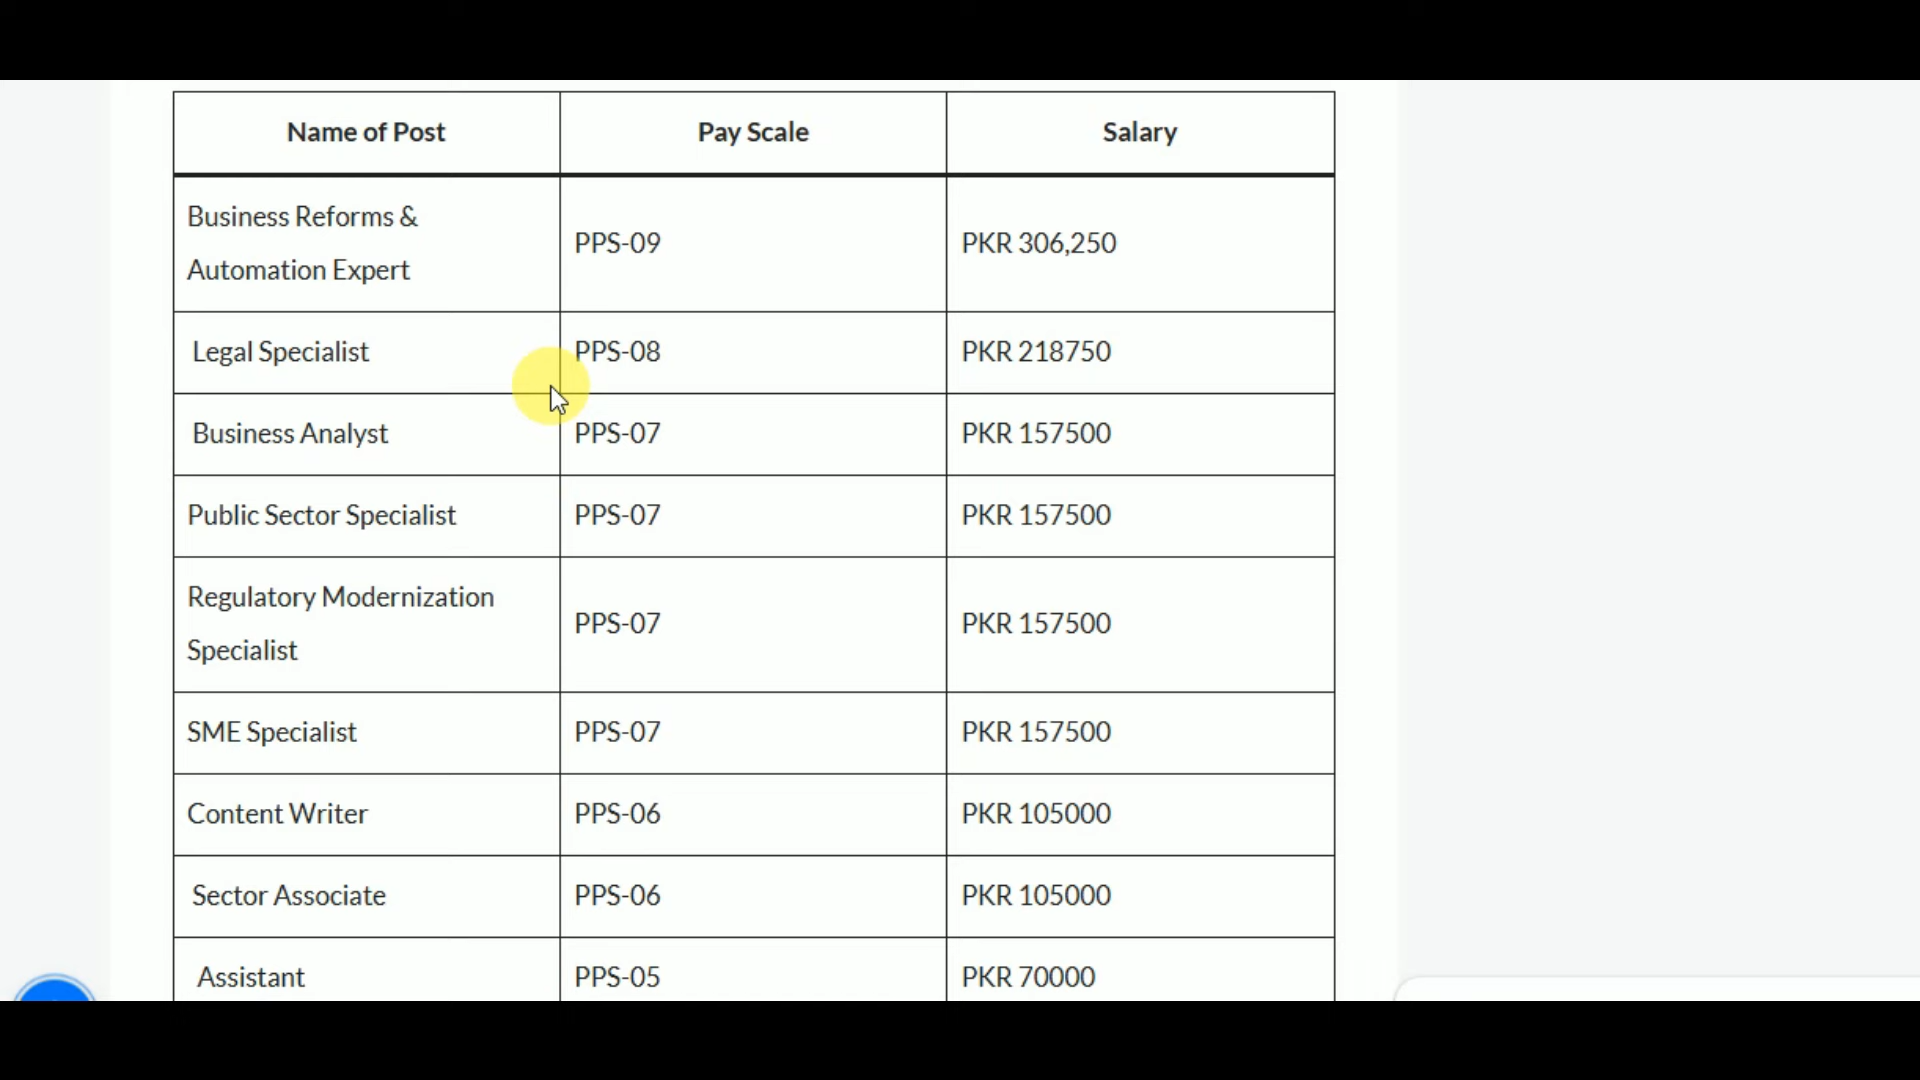 Name of Post Pay Scale Salary
Business Reforms &
Automation Expert PPS-09 PKR 306,250
Legal Specialist PPS-08 PKR 218750
Business Analyst PPS-07 PKR 157500
Public Sector Specialist PPS-07 PKR 157500
Regulatory Modernization
Specialist PPS-07 PKR 157500
SME Specialist PPS-07 PKR 157500
Content Writer PPS-06 PKR 105000
Sector Associate PPS-06 PKR 105000
Assistant PPS-05 PKR 70000